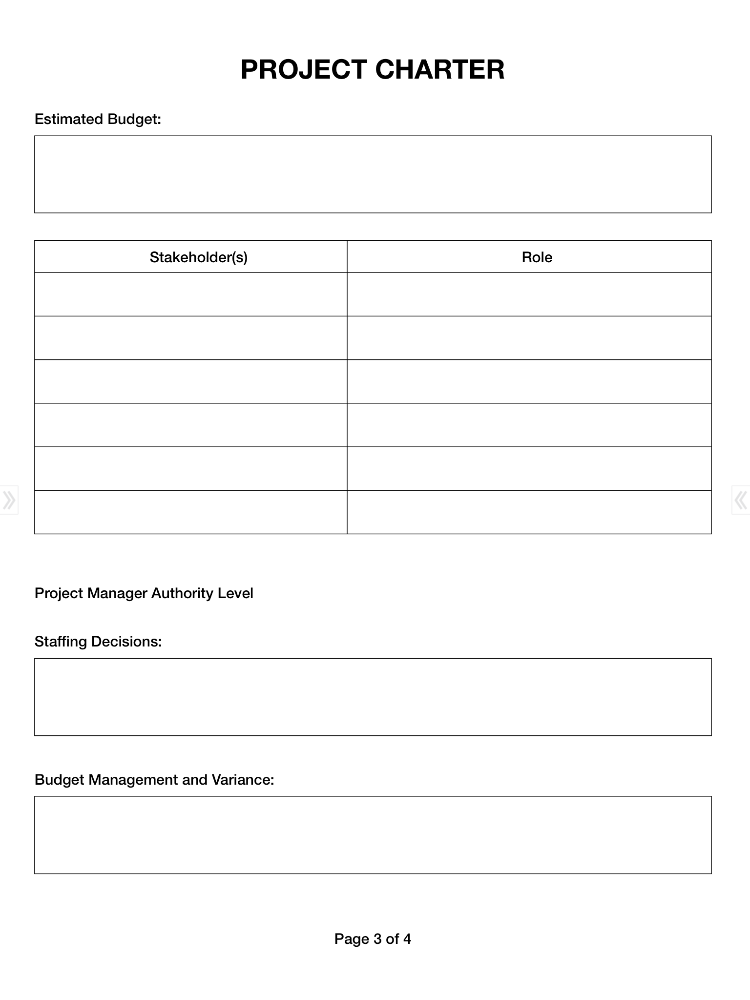 PROJECT CHARTER
Estimated Budget:
Stakeholder(s) Role
Project Manager Authority Level
Staffing Decisions:
Budget Management and Variance:
Page 3 of 4